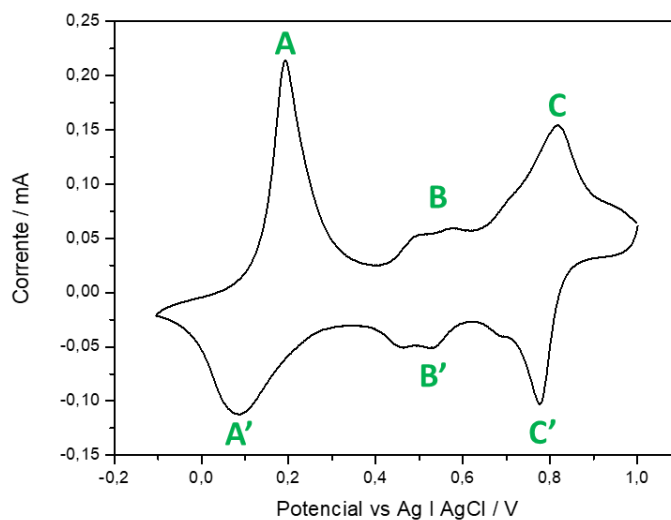 0,25
0,20
0,15
0,10
0,05
0,00
-0,05
-0,10
-0,15
Corrente / mA
A
B
C
A'
B'
C'
-0,2
0,0
0,2
0,4
0,6
0,8
1,0
Potencial vs Ag l AgCl / V